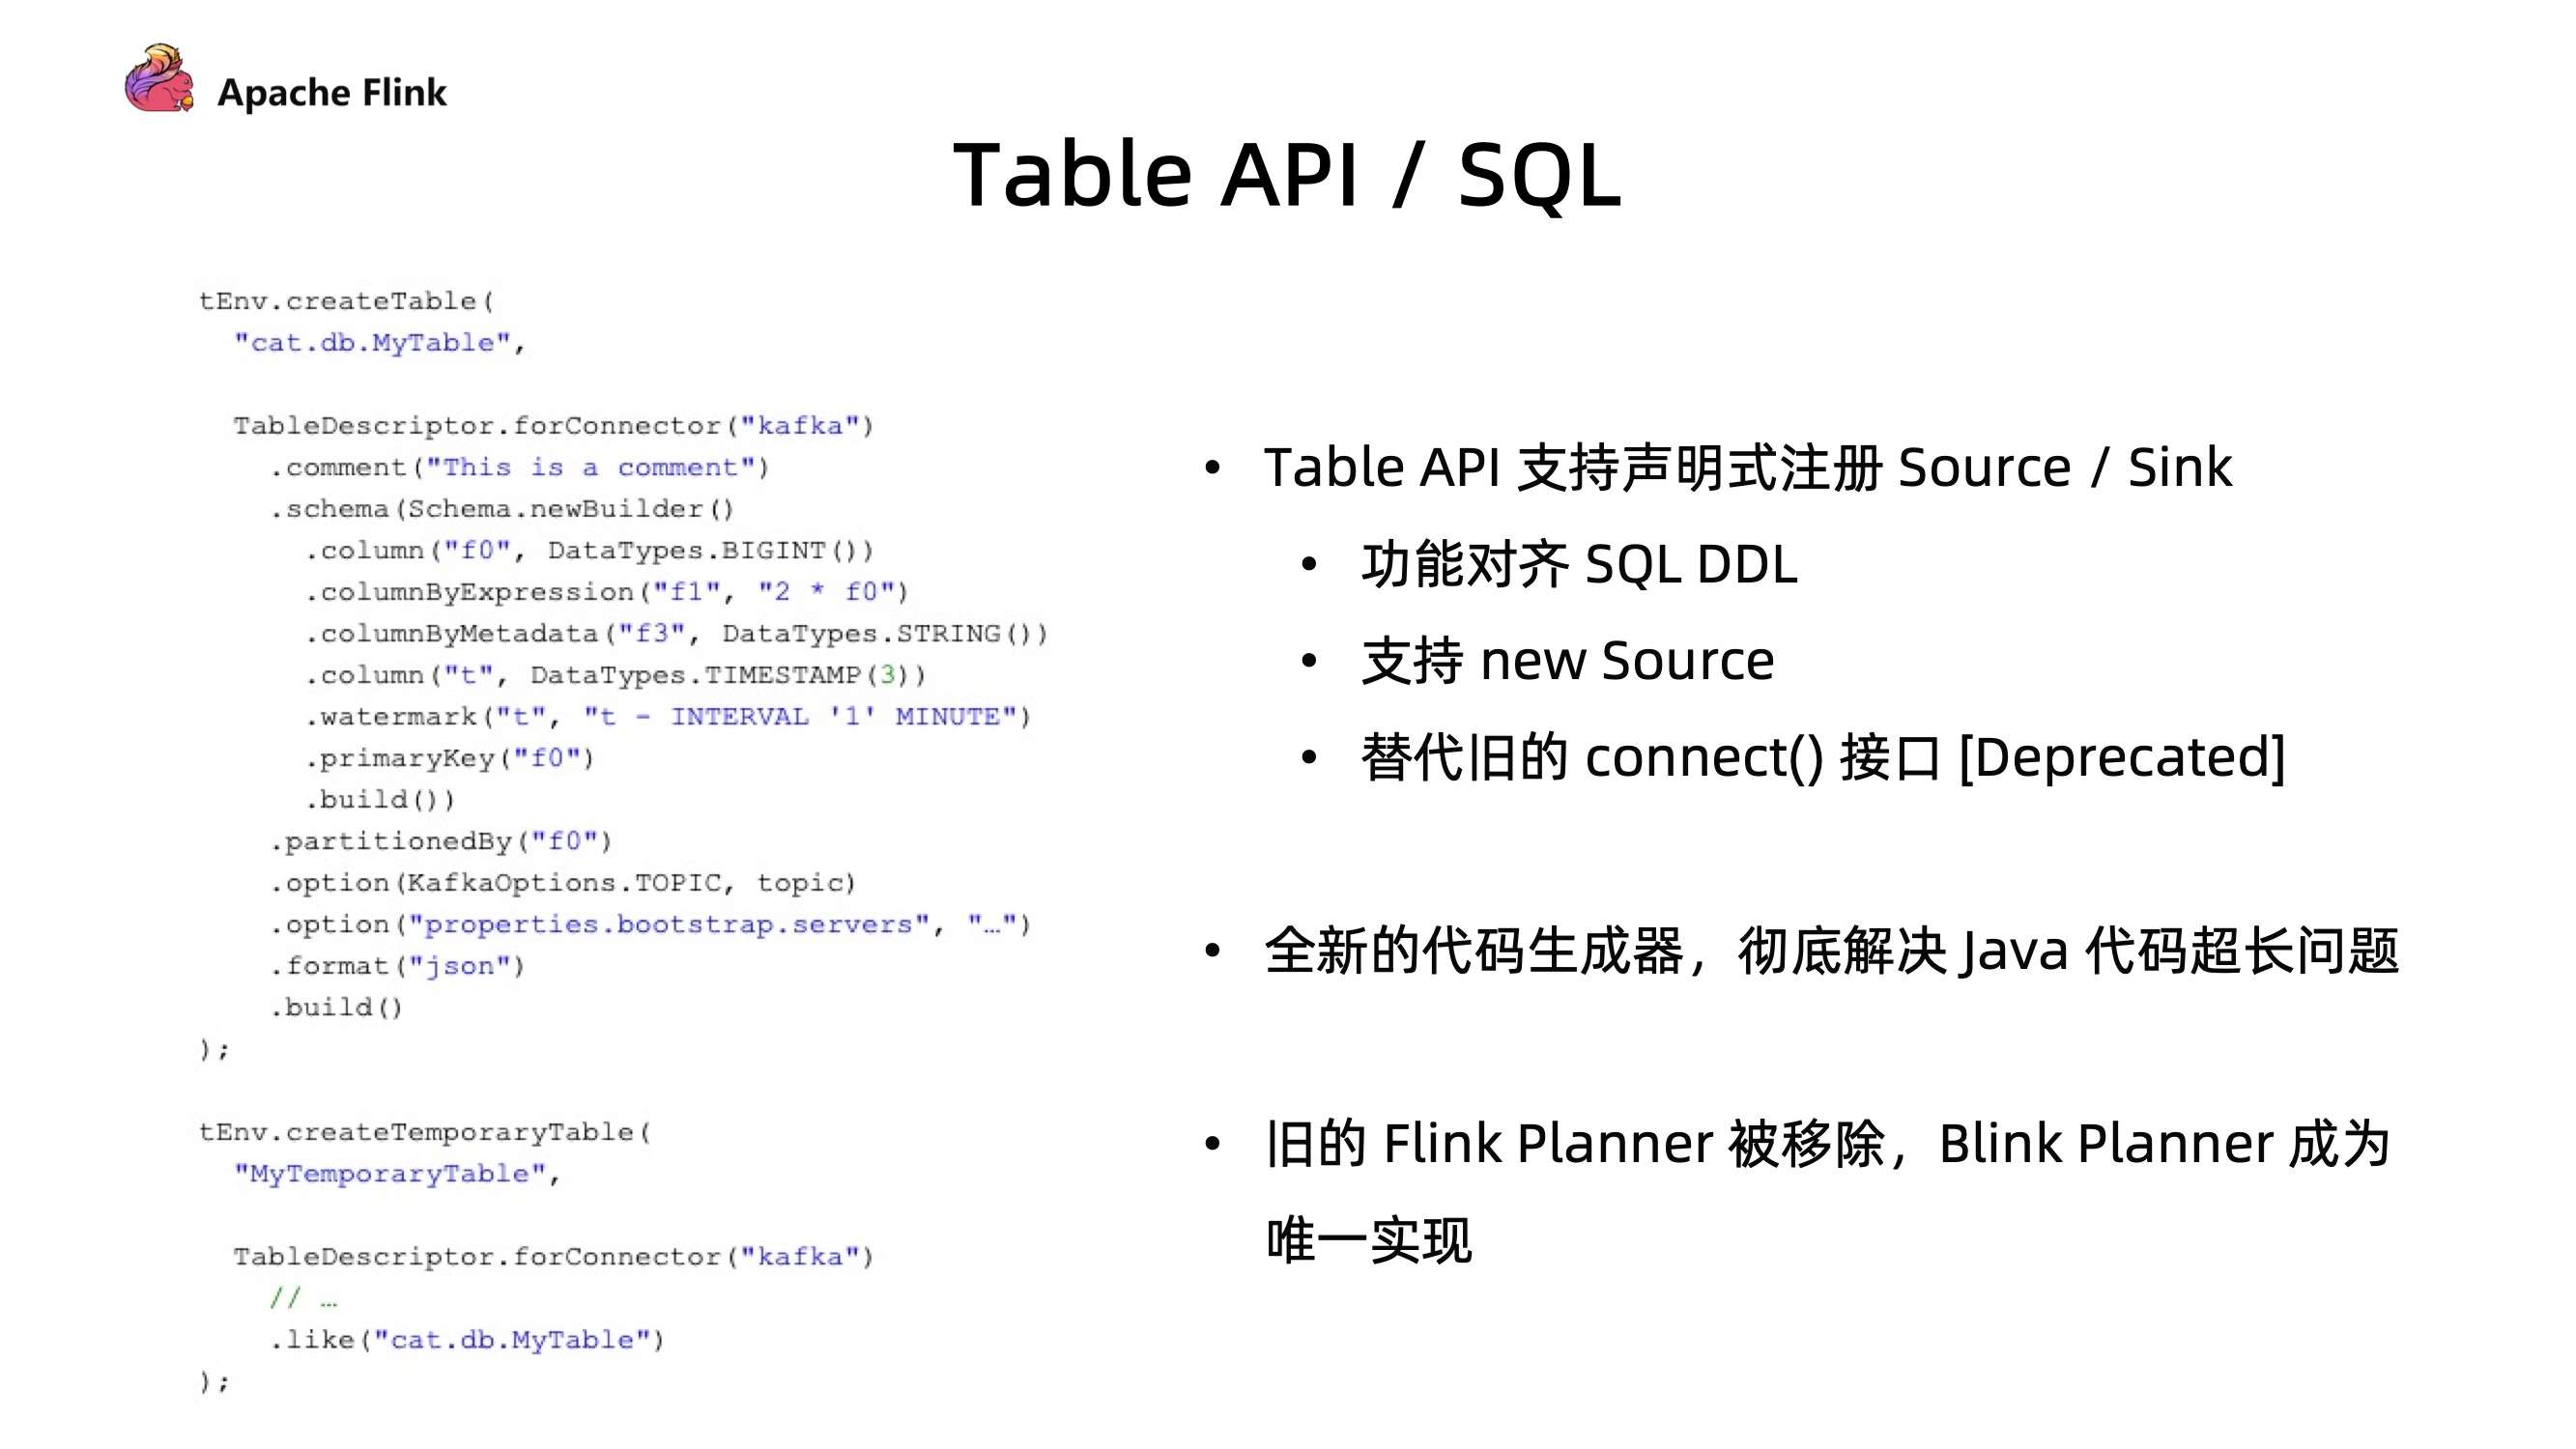 Apache Flink
Table API / SQL
tEnv.createTable(
"cat.db.MyTable",
TableDescriptor.forConnector("kafka")
.comment("This is a comment")
.schema(Schema.newBuilder()
.column("f0", DataTypes.BIGINT())
.columnByExpression("f1", "2 * f0")
.columnByMetadata("f3", DataTypes.STRING())
.column("t", DataTypes.TIMESTAMP(3))
.watermark("t", "t - INTERVAL '1' MINUTE")
.primaryKey("f0")
.build())
.partitionedBy("f0")
.option(KafkaOptions.TOPIC, topic)
.option("properties.bootstrap.servers", "…")
.format("json")
.build()
);
tEnv.createTemporaryTable(
"MyTemporaryTable",
TableDescriptor.forConnector("kafka")
// …
.like("cat.db.MyTable")
);
• Table API 支持声明式注册 Source / Sink
• 功能对齐 SQL DDL
• 支持 new Source
• 替代旧的 connect() 接口 [Deprecated]
• 全新的代码生成器，彻底解决 Java 代码超长问题
• 旧的 Flink Planner 被移除，Blink Planner 成为
唯一实现